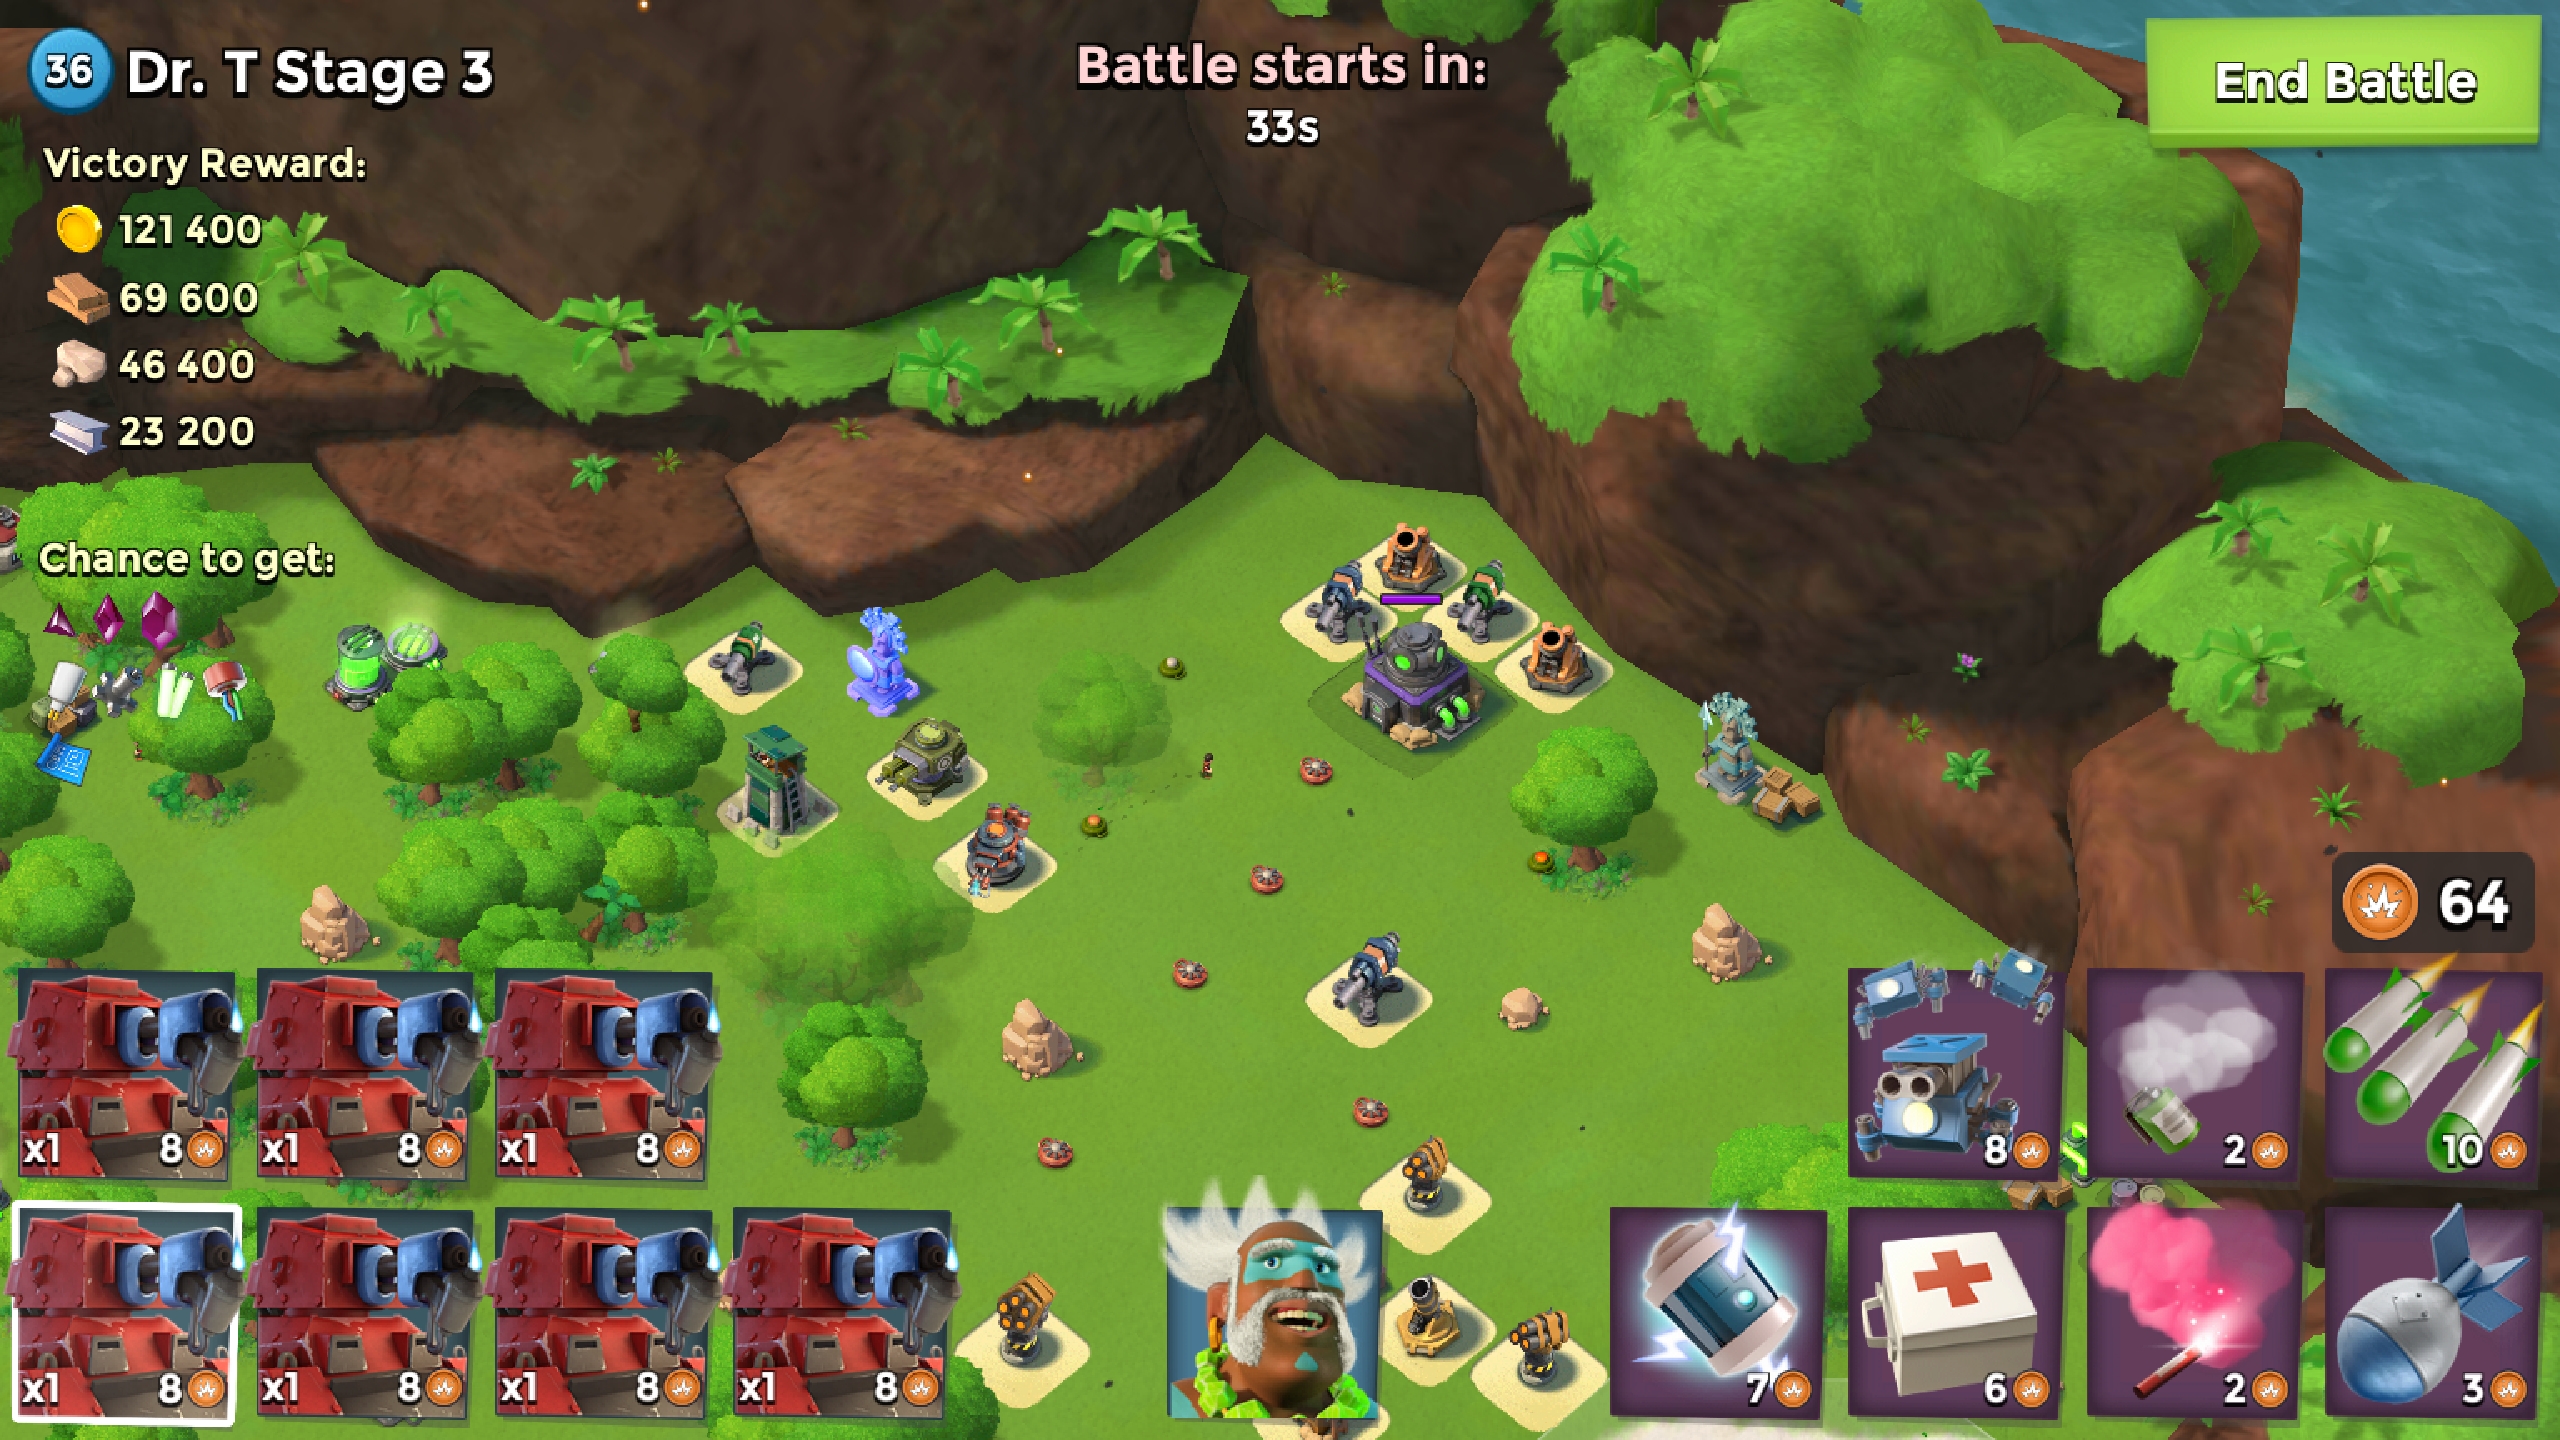 36 Dr. T Stage 3
Battle starts in:
33s
End Battle
Victory Reward:
121 400
69 600
46 400
23 200
Chance to get:
64
x1 8
x1 8
x1 8
8
2
10
x1 8
x1 8
x1 8
x1 8
7
6
2
3